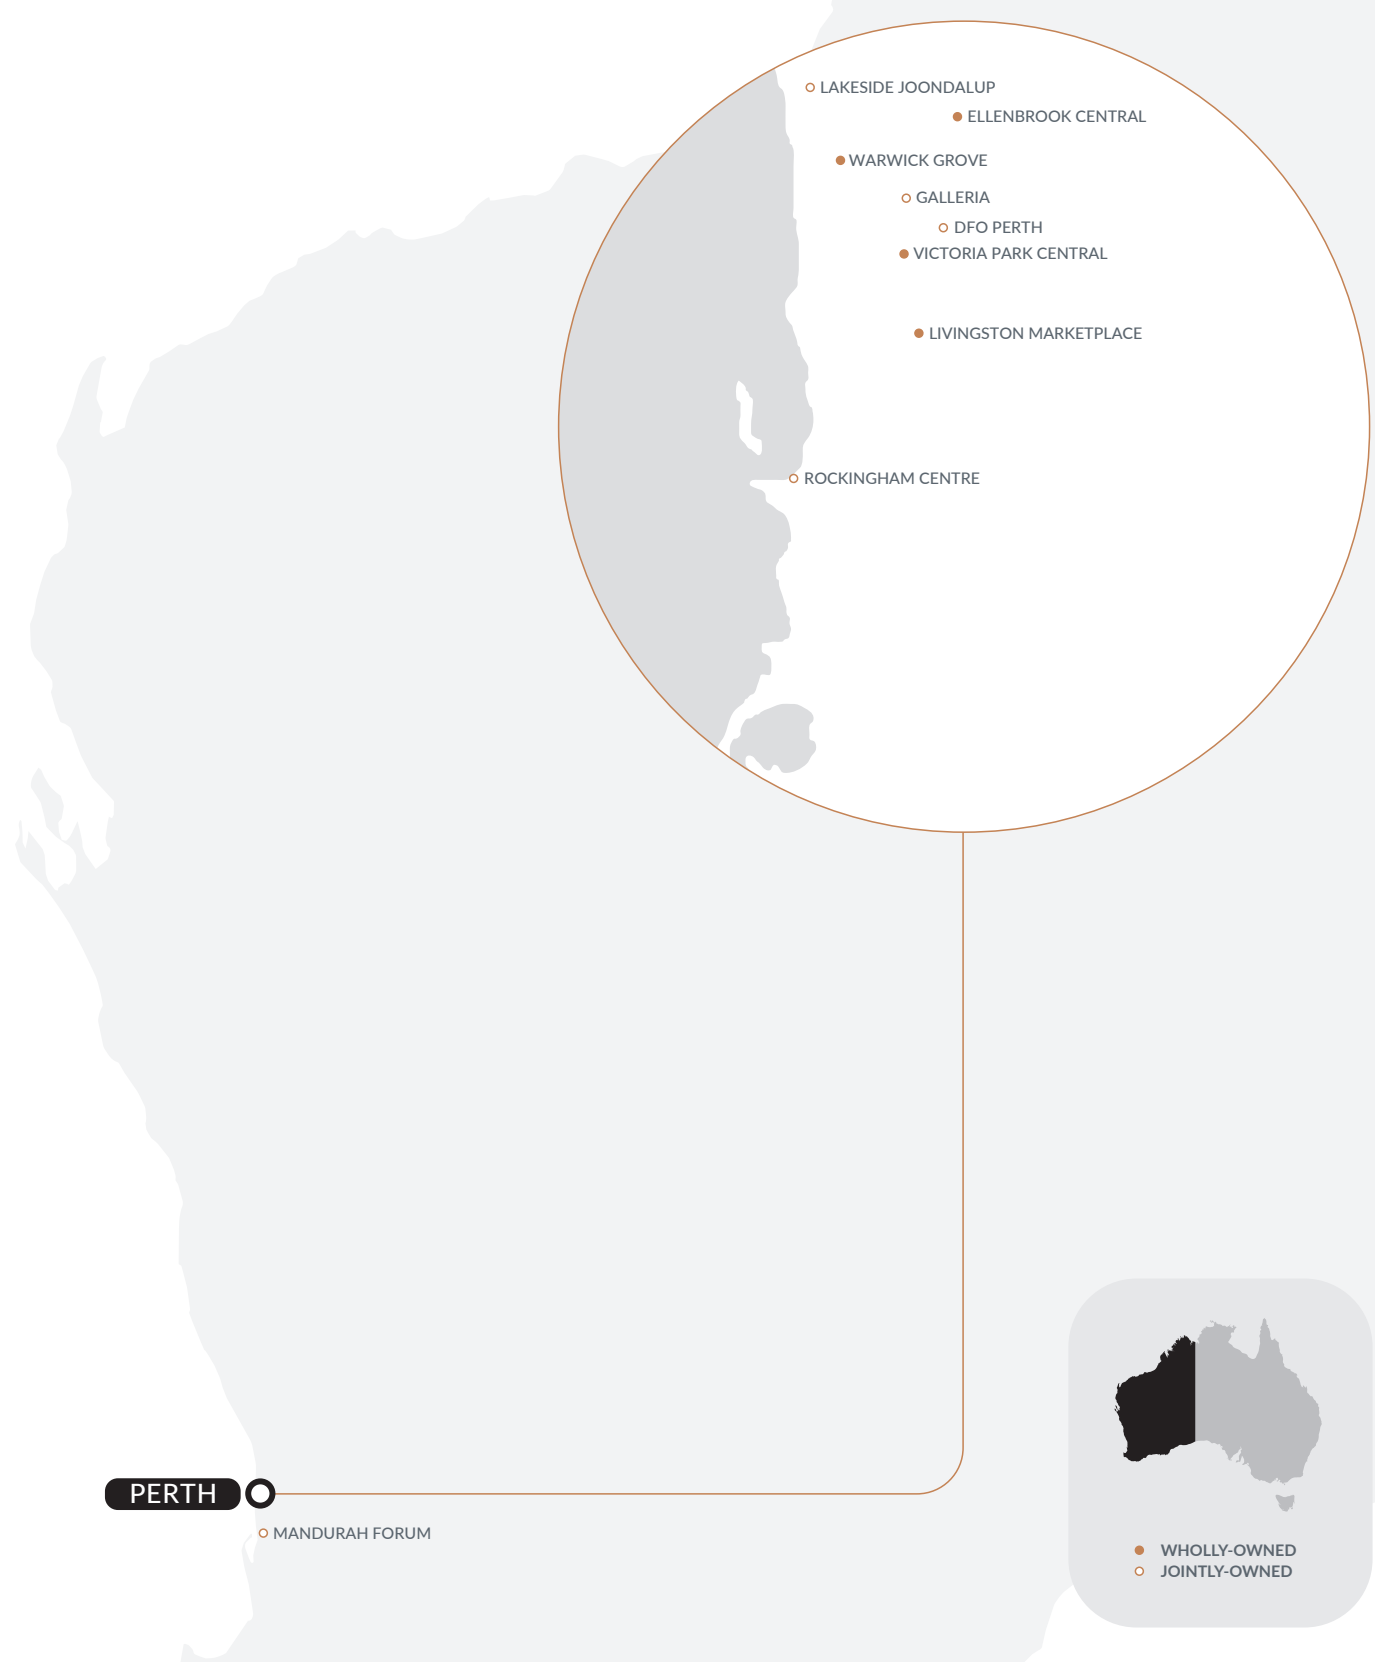 LAKESIDE JOONDALUP
ELLENBROOK CENTRAL
WARWICK GROVE
GALLERIA
DFO PERTH
VICTORIA PARK CENTRAL
LIVINGSTON MARKETPLACE
ROCKINGHAM CENTRE
PERTH
MANDURAH FORUM
WHOLLY-OWNED
JOINTLY-OWNED